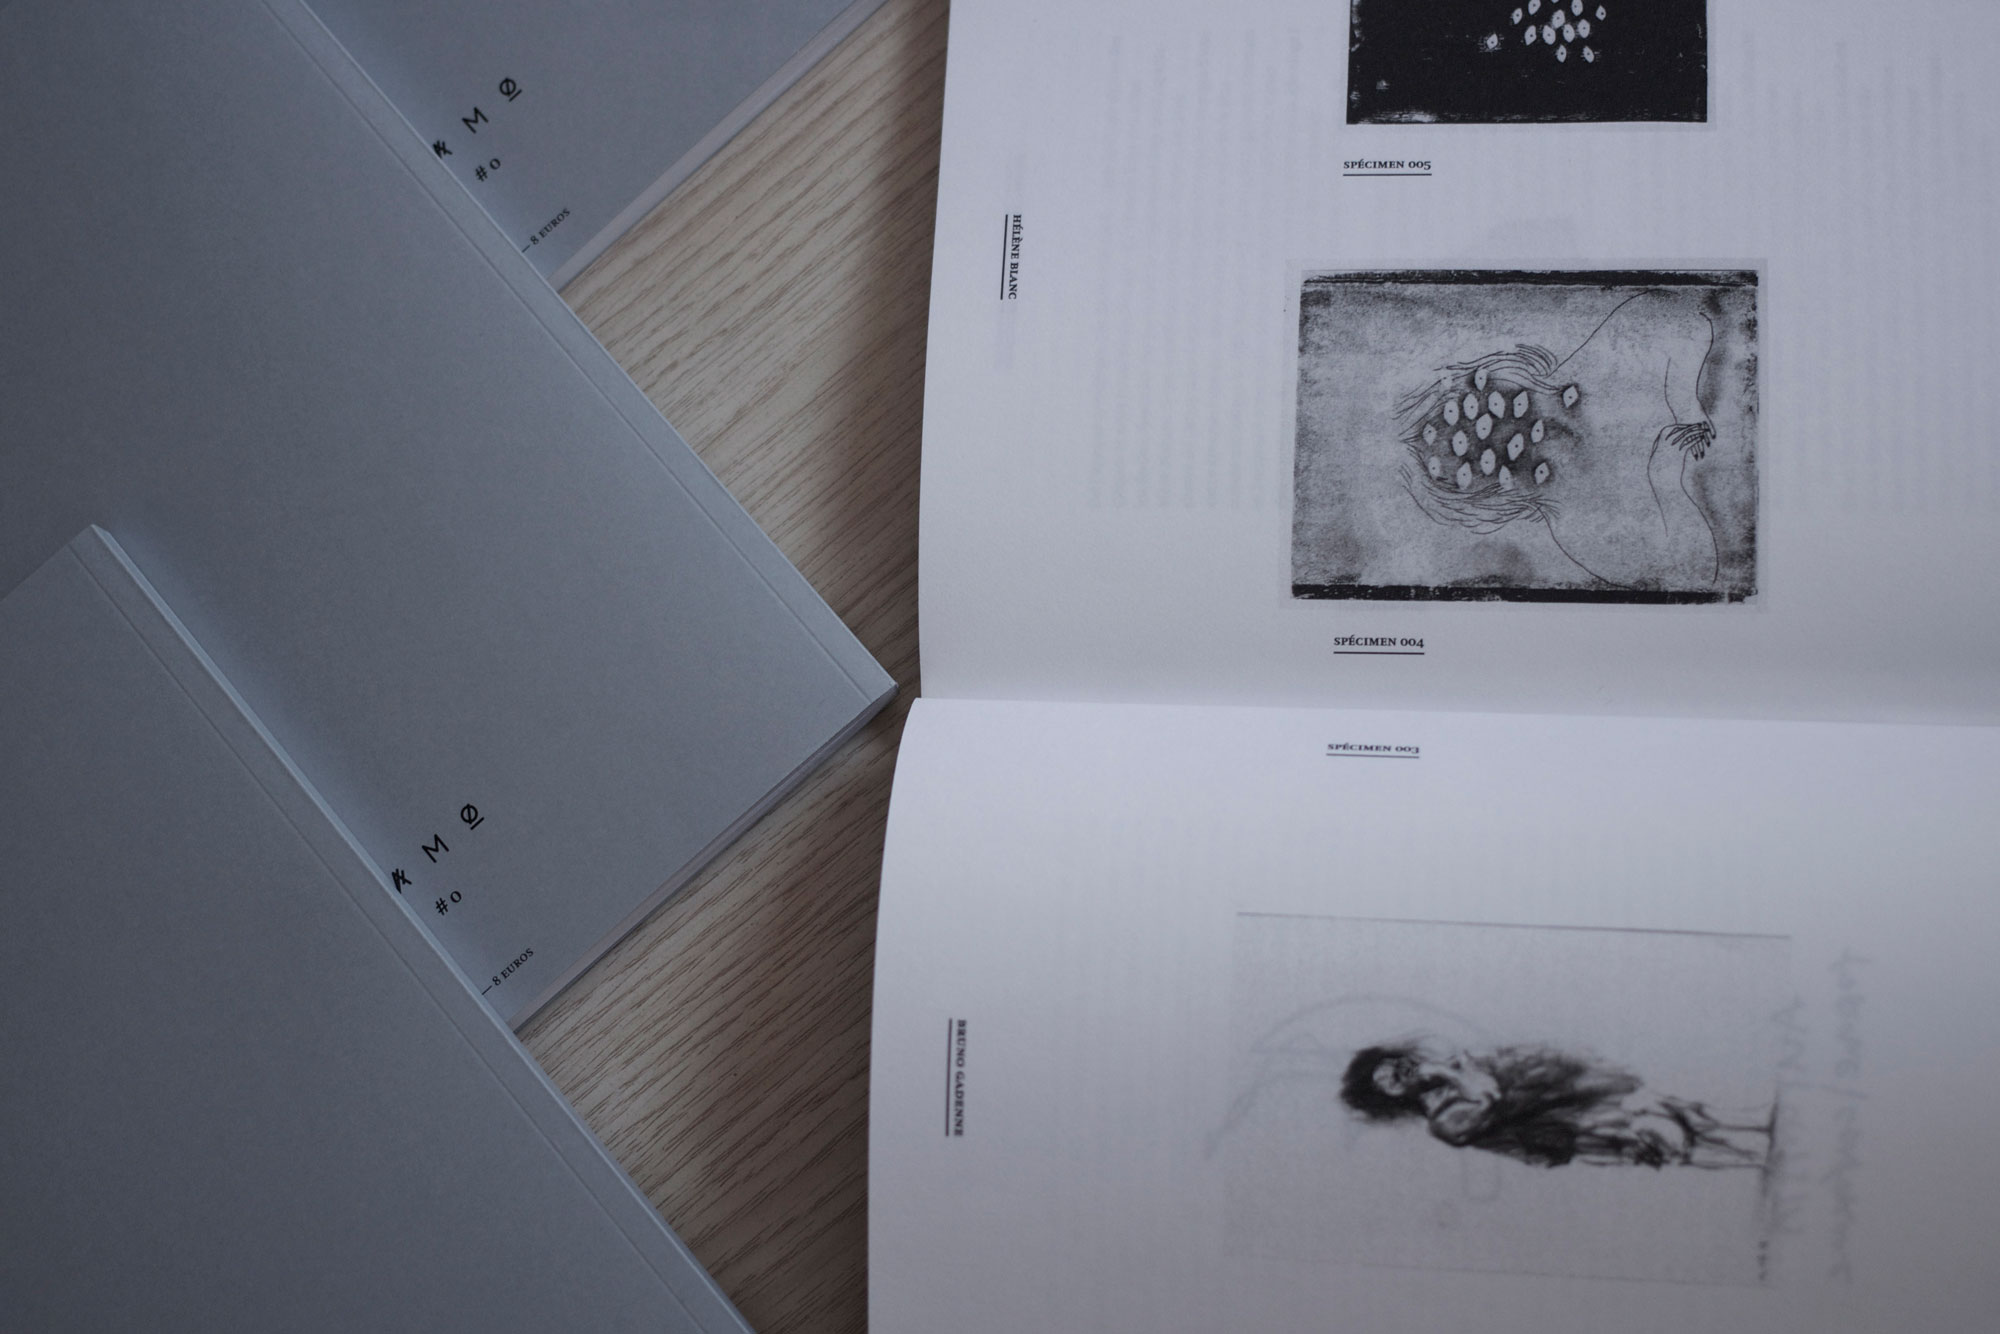 M Ø
#0
— 8 EUROS
M Ø
#0
— 8 EUROS
SPÉCIMEN 005
HÉLÈNE BLANC
SPÉCIMEN 004
SPÉCIMEN 003
BRUNO GADENNE